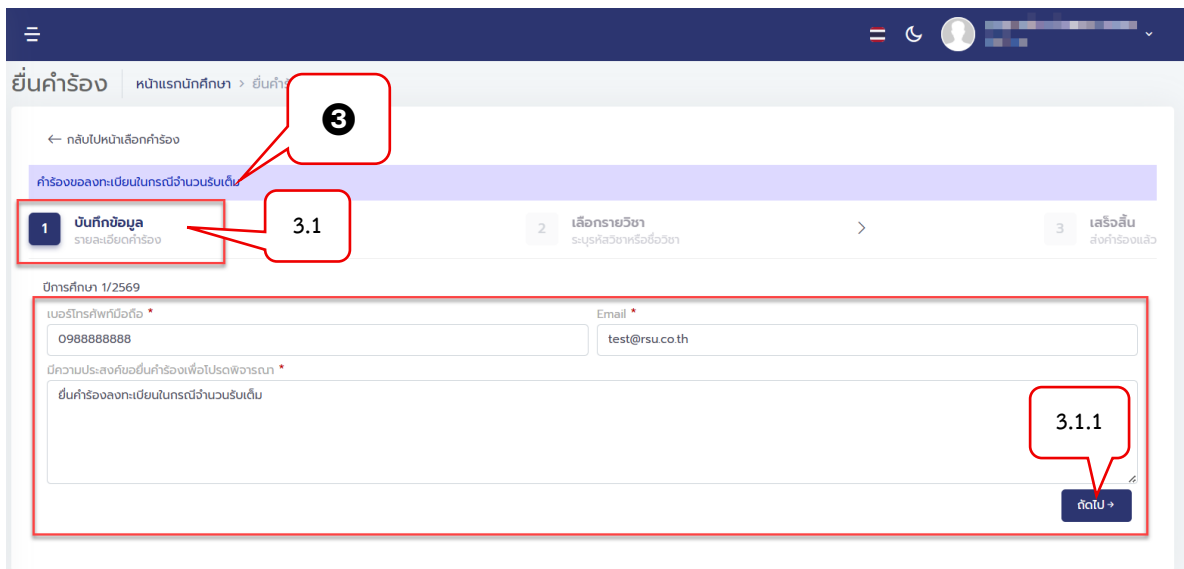 ยื่นคำร้อง หน้าแรกนักศึกษา > ยื่นคำ
❸
← กลับไปหน้าเลือกคำร้อง
คำร้องขอลงทะเบียนในกรณีจำนวนรับเต็ม
1 บันทึกข้อมูล
รายละเอียดคำร้อง
3.1
2 เลือกรายวิชา
ระบุรหัสวิชาหรือชื่อวิชา
>
3 เสร็จสิ้น
ส่งคำร้องแล้ว
ปีการศึกษา 1/2569
เบอร์โทรศัพท์มือถือ *
0988888888
Email *
test@rsu.co.th
มีความประสงค์ขอยื่นคำร้องเพื่อโปรดพิจารณา *
ยื่นคำร้องลงทะเบียนในกรณีจำนวนรับเต็ม
3.1.1
ถัดไป →